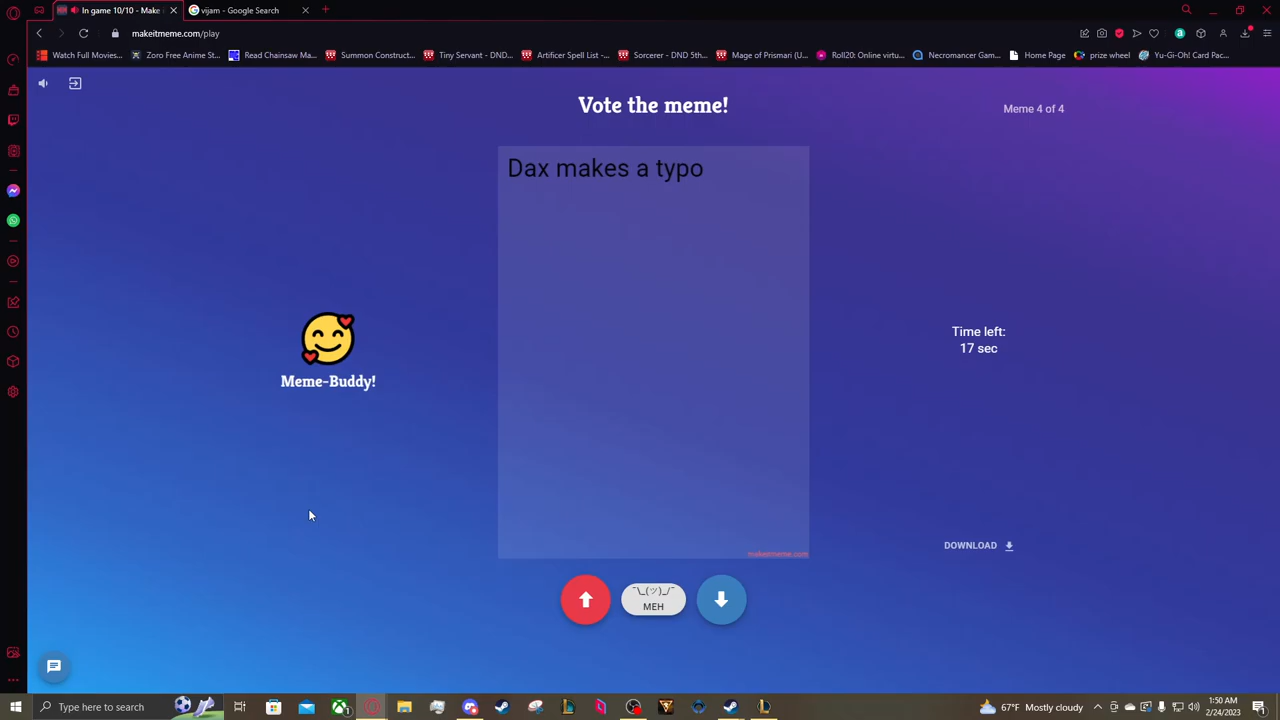 In game 10/10 - Make
vijam - Google Search
makeitmeme.com/play
Watch Full Movies...
Zoro Free Anime St...
Read Chainsaw Ma...
Summon Construct...
Tiny Servant - DND...
Artificer Spell List -...
Sorcerer - DND 5th...
Mage of Prismari (U...
Roll20: Online virtu...
Necromancer Gam...
Home Page
prize wheel
Yu-Gi-Oh! Card Pac...
Vote the meme!
Meme 4 of 4
Dax makes a typo
Meme-Buddy!
Time left:
17 sec
DOWNLOAD
makeitmeme.com
¯\_(ツ)_/¯
MEH
Type here to search
67°F Mostly cloudy
1:50 AM
2/24/2023